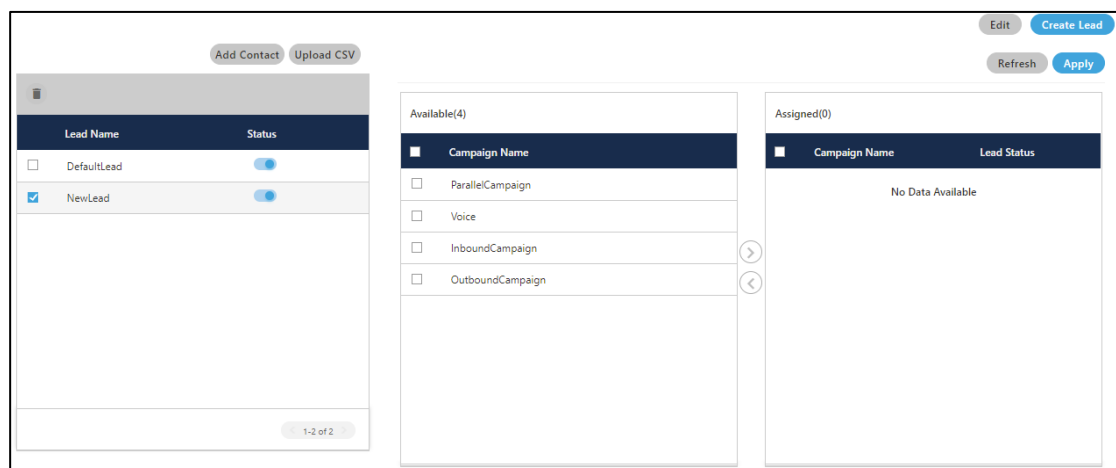 Edit Create Lead
Add Contact Upload CSV
Refresh Apply
Lead Name Status
DefaultLead
NewLead
1-2 of 2
Available(4)
Campaign Name
ParallelCampaign
Voice
InboundCampaign
OutboundCampaign
Assigned(0)
Campaign Name Lead Status
No Data Available